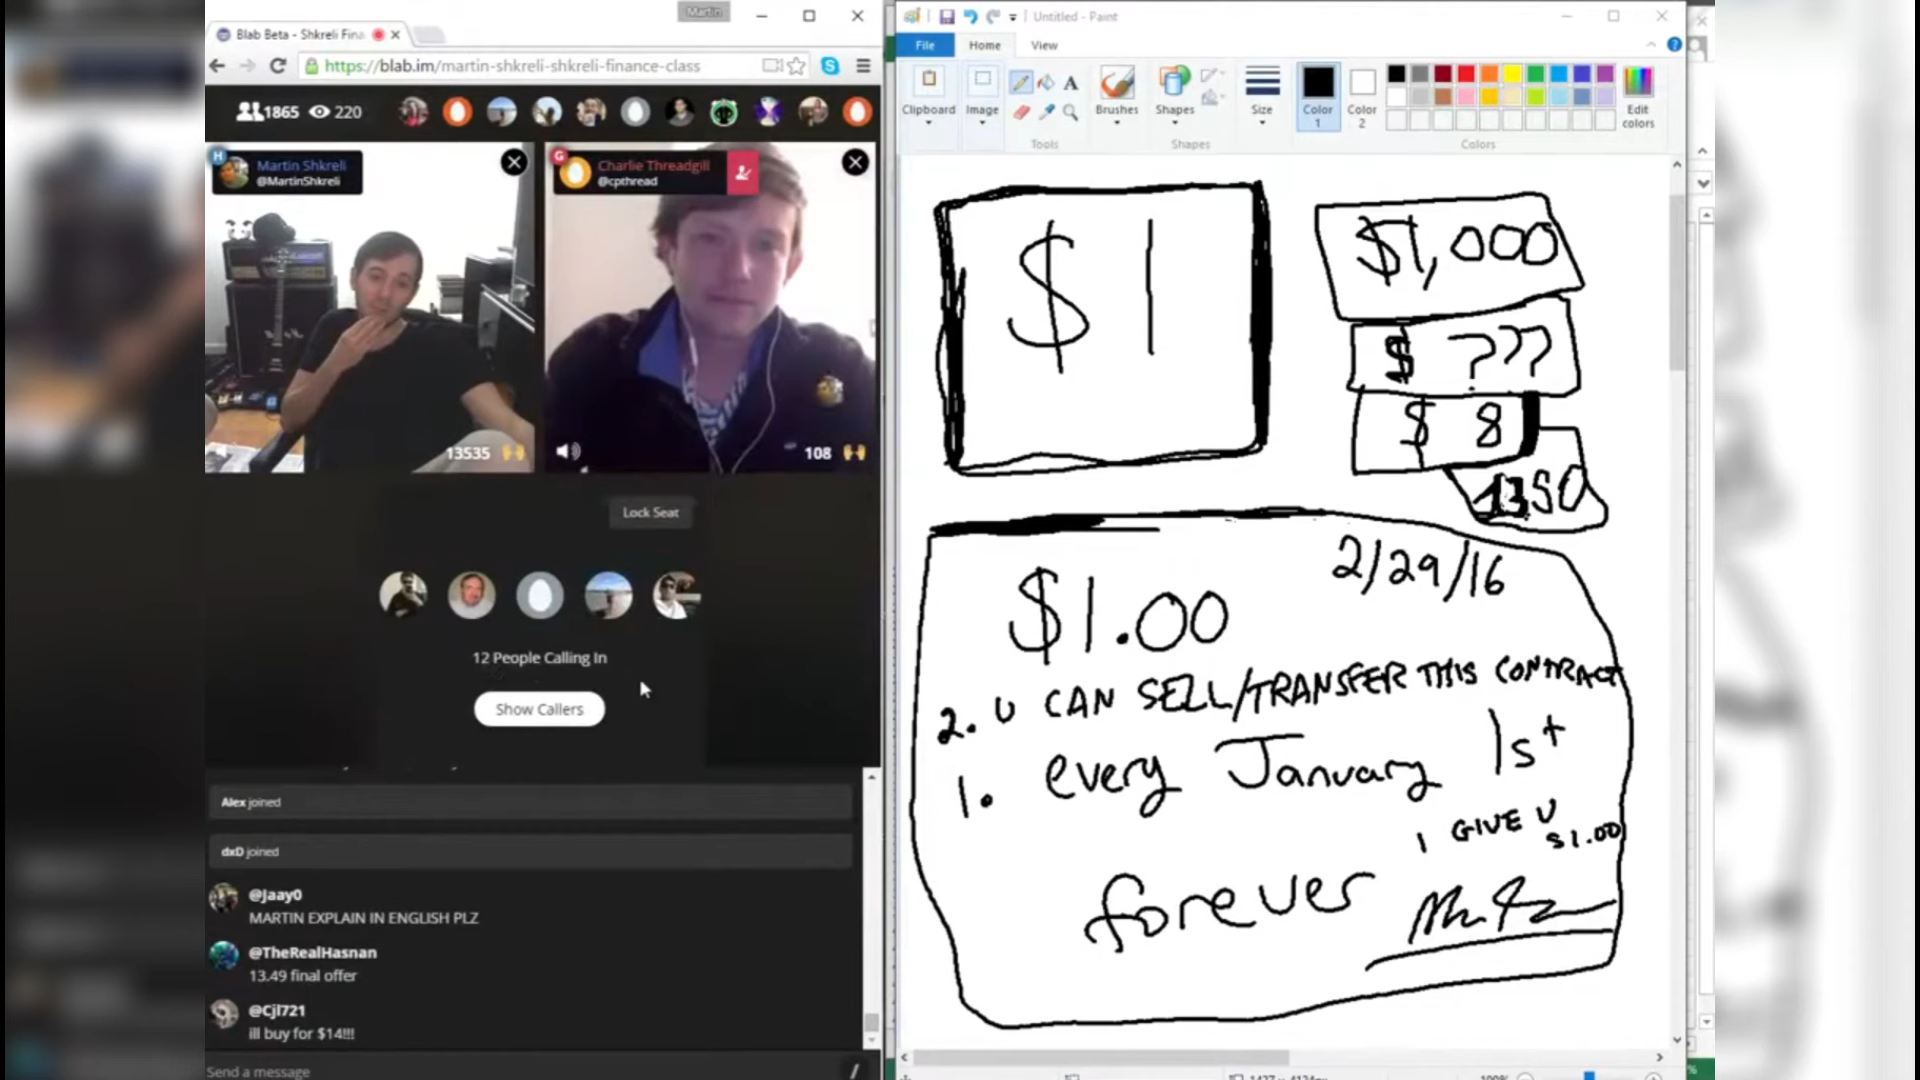 Martin
Blab Beta - Shkreli Fina
https://blab.im/martin-shkreli-shkreli-finance-class
1865 220
H Martin Shkreli
@MartinShkreli
13535
G Charlie Threadgill
@cpthread
108
Lock Seat
12 People Calling In
Show Callers
Alex joined
dxD joined
@Jaay0
MARTIN EXPLAIN IN ENGLISH PLZ
@TheRealHasnan
13.49 final offer
@Cjl721
ill buy for $14!!!
Send a message
Untitled - Paint
File Home View
Clipboard Image Brushes Shapes Size Color 1 Color 2 Edit colors
Tools Shapes Colors
$ 1
$1,000
$ ???
$ 8
1350
$1.00 2/29/16
2. U CAN SELL/TRANSFER THIS CONTRACT
1. every January 1st
I GIVE U $1.00
forever
100%